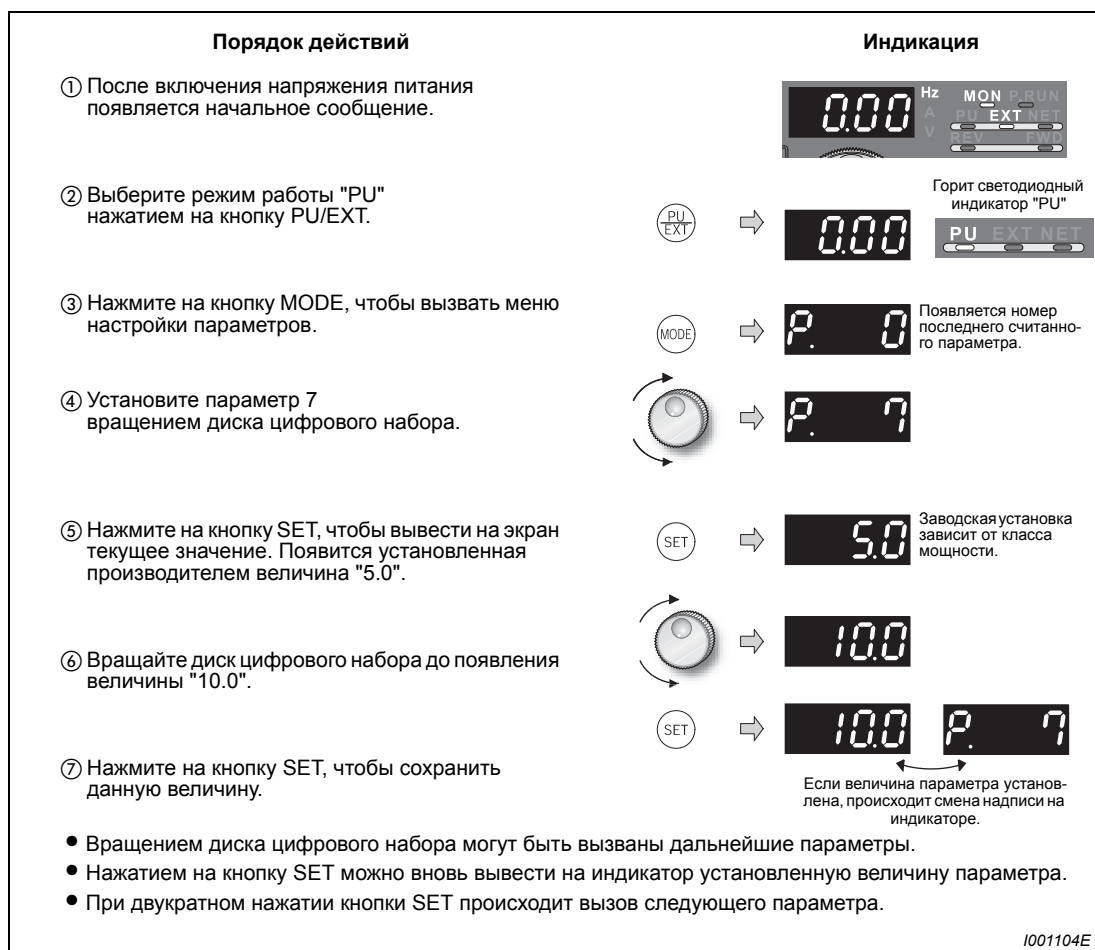 Порядок действий
Индикация
① После включения напряжения питания
появляется начальное сообщение.
0.00
Hz
A
V
MON P.RUN
PU EXT NET
REV FWD
② Выберите режим работы "PU"
нажатием на кнопку PU/EXT.
PU
EXT
0.00
Горит светодиодный
индикатор "PU"
PU EXT NET
③ Нажмите на кнопку MODE, чтобы вызвать меню
настройки параметров.
MODE
P. 0
Появляется номер
последнего считанно-
го параметра.
④ Установите параметр 7
вращением диска цифрового набора.
P. 7
⑤ Нажмите на кнопку SET, чтобы вывести на экран
текущее значение. Появится установленная
производителем величина "5.0".
SET
5.0
Заводская установка
зависит от класса
мощности.
⑥ Вращайте диск цифрового набора до появления
величины "10.0".
10.0
⑦ Нажмите на кнопку SET, чтобы сохранить
данную величину.
SET
10.0 P. 7
Если величина параметра установ-
лена, происходит смена надписи на
индикаторе.
● Вращением диска цифрового набора могут быть вызваны дальнейшие параметры.
● Нажатием на кнопку SET можно вновь вывести на индикатор установленную величину параметра.
● При двукратном нажатии кнопки SET происходит вызов следующего параметра.
I001104E